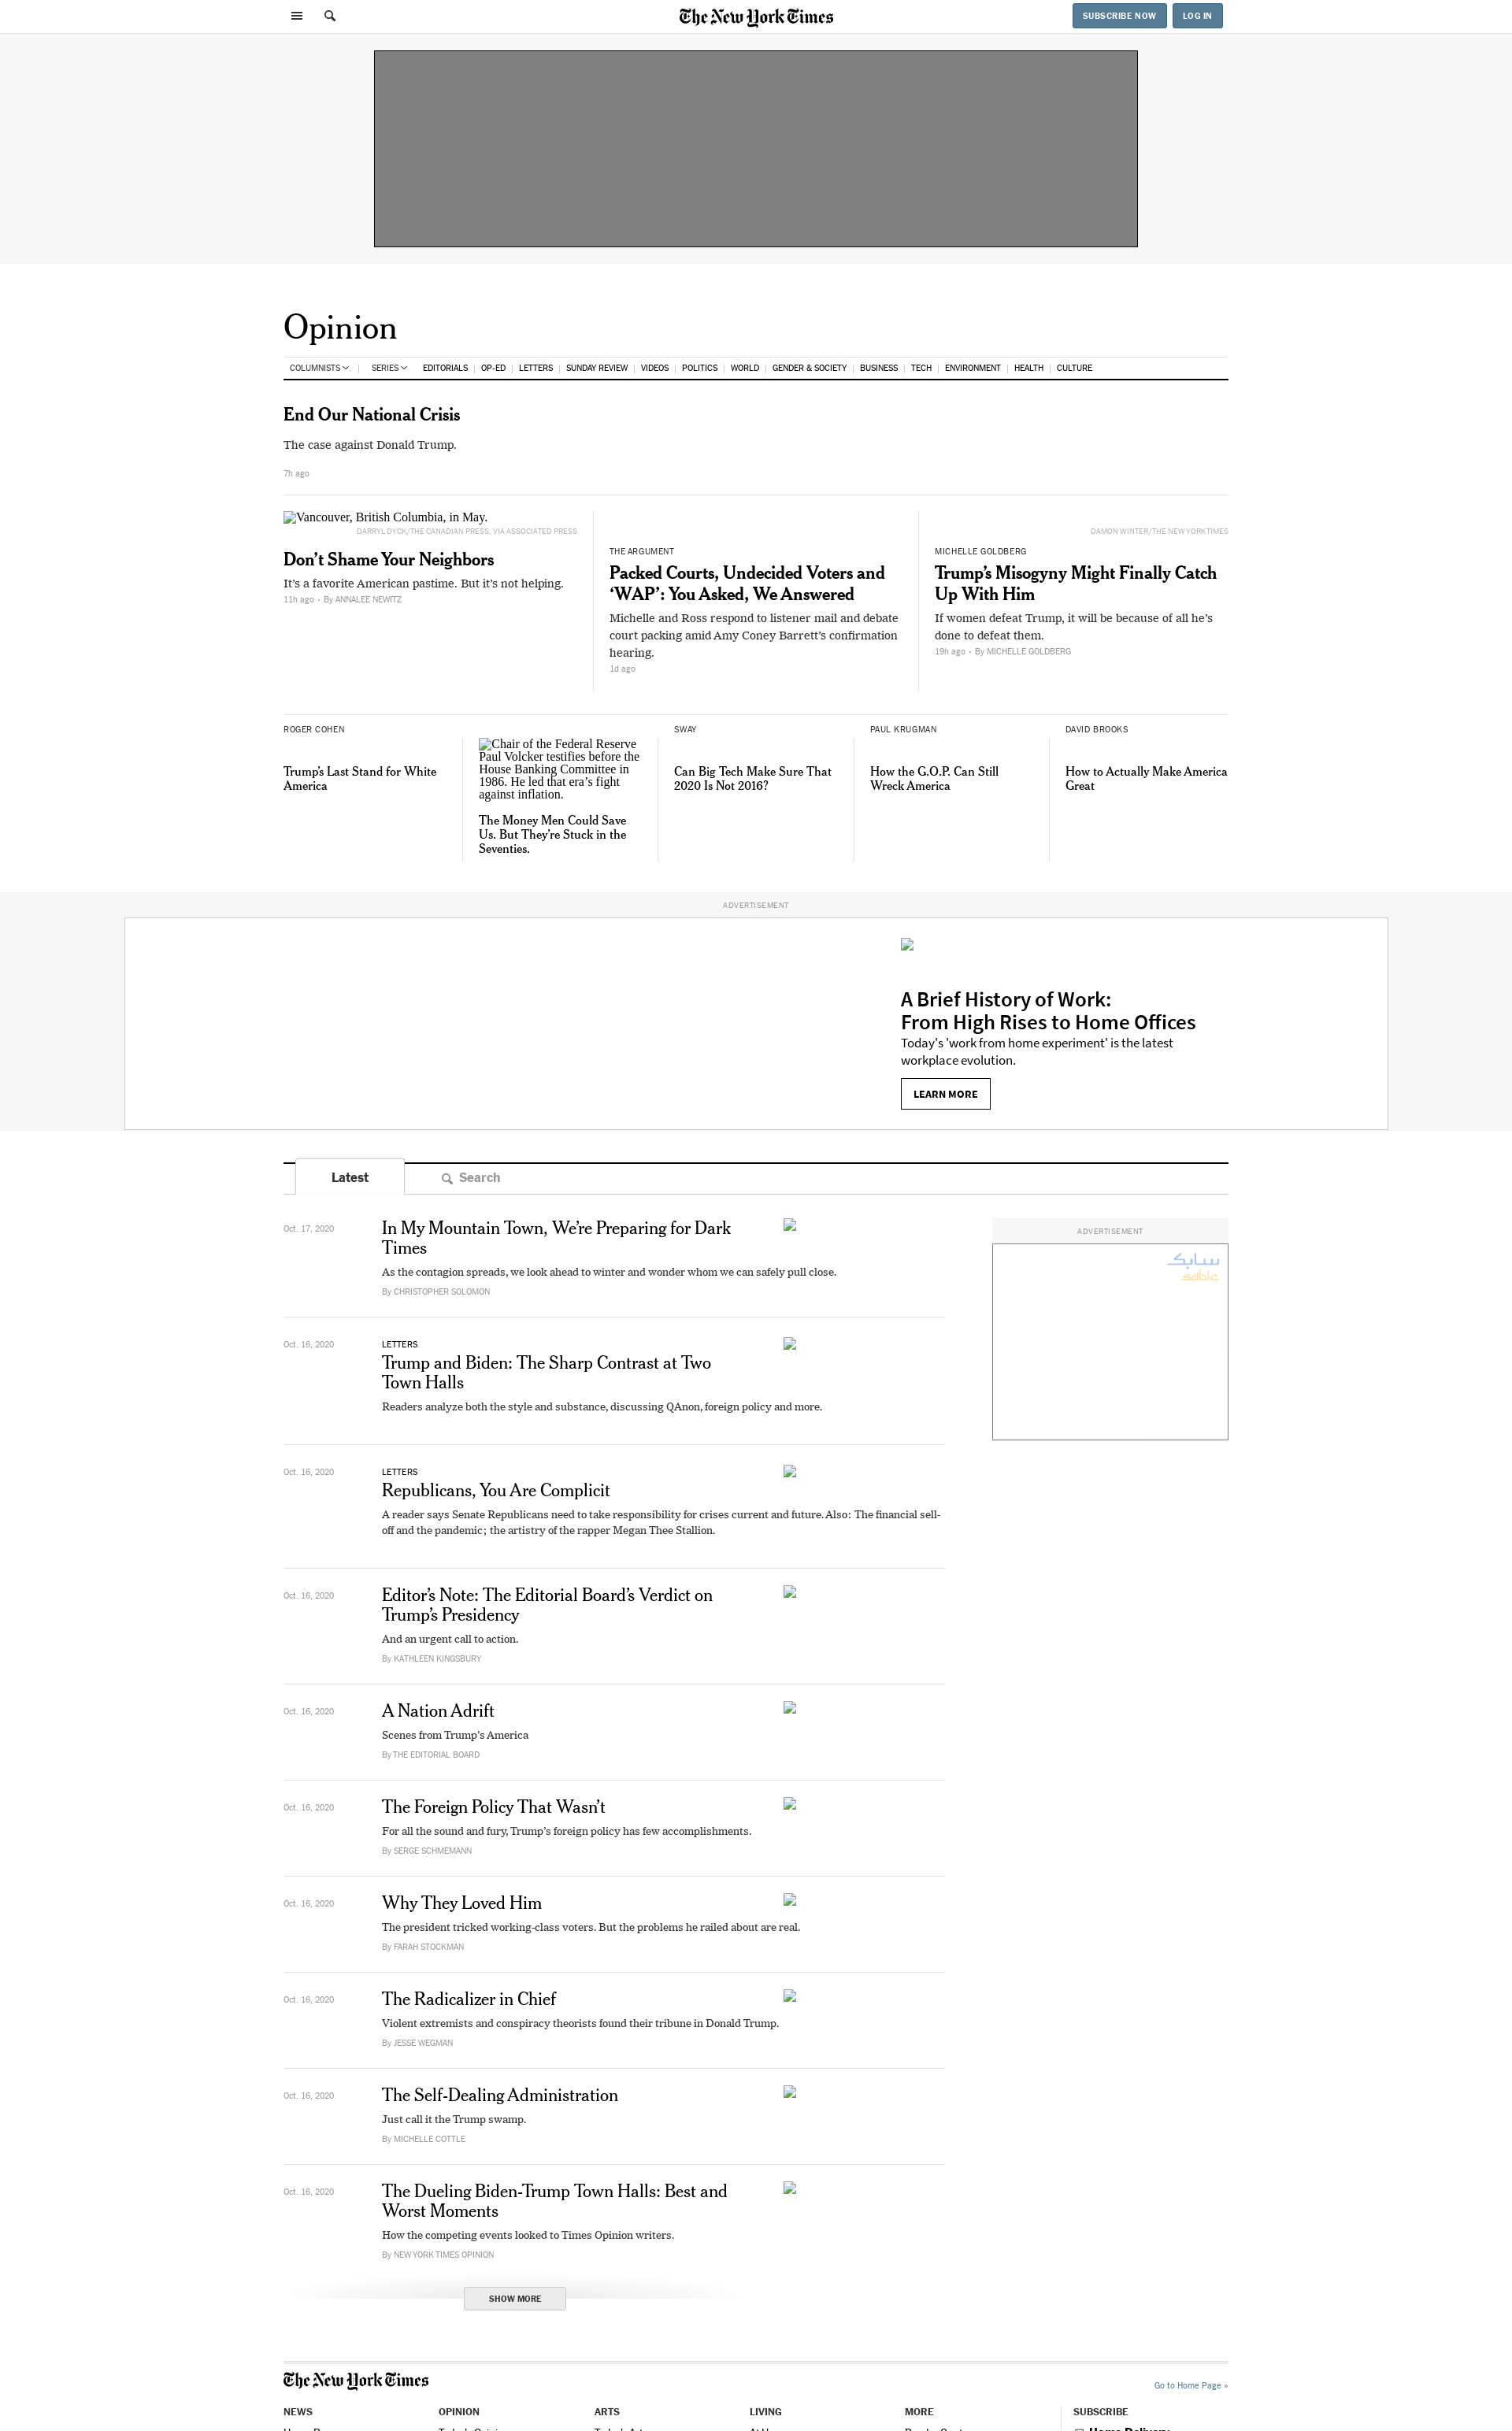 The New York Times
SUBSCRIBE NOW
LOG IN
Opinion
COLUMNISTS
SERIES
EDITORIALS
OP-ED
LETTERS
SUNDAY REVIEW
VIDEOS
POLITICS
WORLD
GENDER & SOCIETY
BUSINESS
TECH
ENVIRONMENT
HEALTH
CULTURE
End Our National Crisis
The case against Donald Trump.
7h ago
Vancouver, British Columbia, in May.
DARRYL DYCK/THE CANADIAN PRESS, VIA ASSOCIATED PRESS
Don’t Shame Your Neighbors
It’s a favorite American pastime. But it’s not helping.
11h ago • By ANNALEE NEWITZ
THE ARGUMENT
Packed Courts, Undecided Voters and
‘WAP’: You Asked, We Answered
Michelle and Ross respond to listener mail and debate
court packing amid Amy Coney Barrett’s confirmation
hearing.
1d ago
DAMON WINTER/THE NEW YORK TIMES
MICHELLE GOLDBERG
Trump’s Misogyny Might Finally Catch
Up With Him
If women defeat Trump, it will be because of all he’s
done to defeat them.
19h ago • By MICHELLE GOLDBERG
ROGER COHEN
Trump’s Last Stand for White
America
Chair of the Federal Reserve
Paul Volcker testifies before the
House Banking Committee in
1986. He led that era’s fight
against inflation.
The Money Men Could Save
Us. But They’re Stuck in the
Seventies.
SWAY
Can Big Tech Make Sure That
2020 Is Not 2016?
PAUL KRUGMAN
How the G.O.P. Can Still
Wreck America
DAVID BROOKS
How to Actually Make America
Great
ADVERTISEMENT
A Brief History of Work:
From High Rises to Home Offices
Today's 'work from home experiment' is the latest
workplace evolution.
LEARN MORE
Latest
Search
Oct. 17, 2020
In My Mountain Town, We’re Preparing for Dark
Times
As the contagion spreads, we look ahead to winter and wonder whom we can safely pull close.
By CHRISTOPHER SOLOMON
ADVERTISEMENT
سابك
sabic
Oct. 16, 2020
LETTERS
Trump and Biden: The Sharp Contrast at Two
Town Halls
Readers analyze both the style and substance, discussing QAnon, foreign policy and more.
Oct. 16, 2020
LETTERS
Republicans, You Are Complicit
A reader says Senate Republicans need to take responsibility for crises current and future. Also: The financial sell-
off and the pandemic; the artistry of the rapper Megan Thee Stallion.
Oct. 16, 2020
Editor’s Note: The Editorial Board’s Verdict on
Trump’s Presidency
And an urgent call to action.
By KATHLEEN KINGSBURY
Oct. 16, 2020
A Nation Adrift
Scenes from Trump’s America
By THE EDITORIAL BOARD
Oct. 16, 2020
The Foreign Policy That Wasn’t
For all the sound and fury, Trump’s foreign policy has few accomplishments.
By SERGE SCHMEMANN
Oct. 16, 2020
Why They Loved Him
The president tricked working-class voters. But the problems he railed about are real.
By FARAH STOCKMAN
Oct. 16, 2020
The Radicalizer in Chief
Violent extremists and conspiracy theorists found their tribune in Donald Trump.
By JESSE WEGMAN
Oct. 16, 2020
The Self-Dealing Administration
Just call it the Trump swamp.
By MICHELLE COTTLE
Oct. 16, 2020
The Dueling Biden-Trump Town Halls: Best and
Worst Moments
How the competing events looked to Times Opinion writers.
By NEW YORK TIMES OPINION
SHOW MORE
The New York Times
Go to Home Page »
NEWS
OPINION
ARTS
LIVING
MORE
SUBSCRIBE